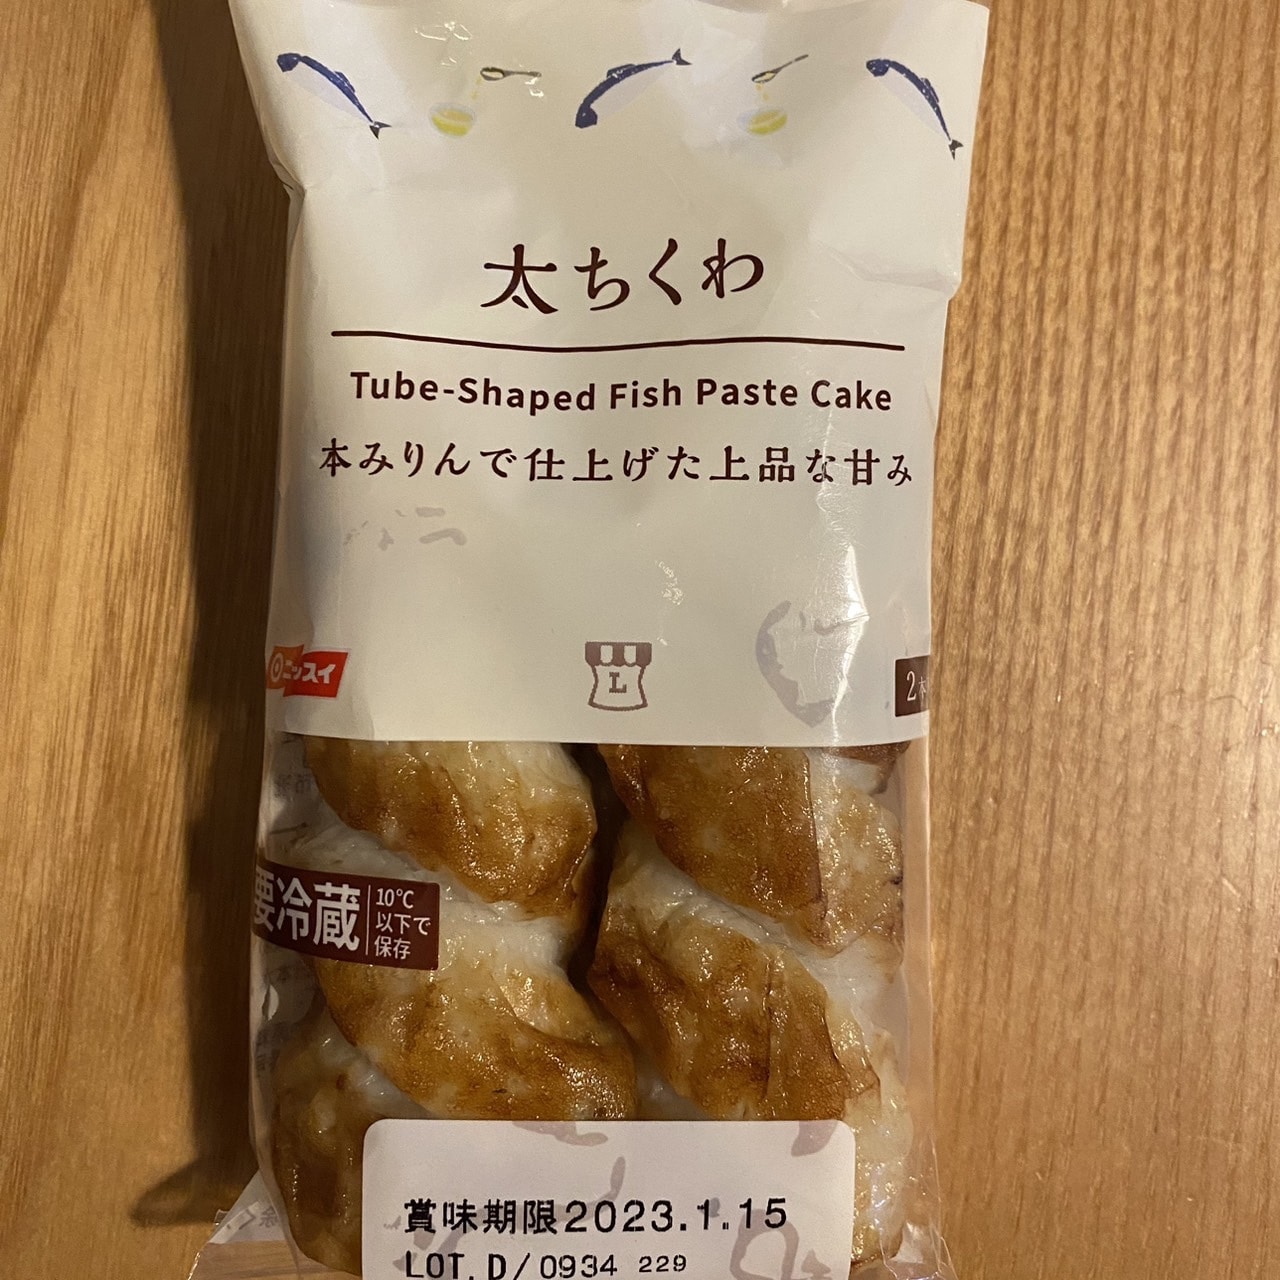 太ちくわ
Tube-Shaped Fish Paste Cake
本みりんで仕上げた上品な甘み
ニッスイ
L
2本
要冷蔵
10℃
以下で
保存
賞味期限2023.1.15
LOT.D/0934 229